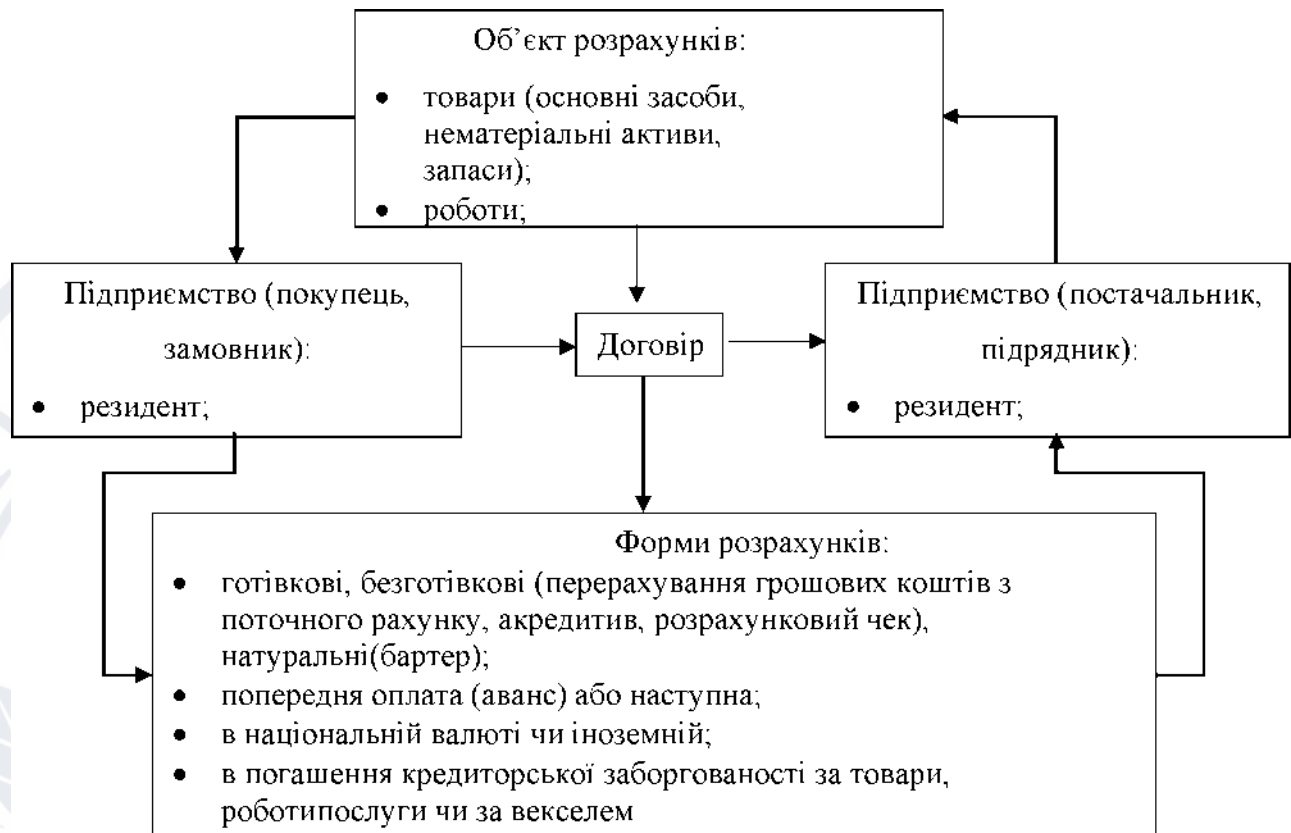 Об’єкт розрахунків:
• товари (основні засоби,
нематеріальні активи,
запаси);
• роботи;
Підприємство (покупець,
замовник):
• резидент;
Договір
Підприємство (постачальник,
підрядник):
• резидент;
Форми розрахунків:
• готівкові, безготівкові (перерахування грошових коштів з
поточного рахунку, акредитив, розрахунковий чек),
натуральні(бартер);
• попередня оплата (аванс) або наступна;
• в національній валюті чи іноземній;
• в погашення кредиторської заборгованості за товари,
роботипослуги чи за векселем